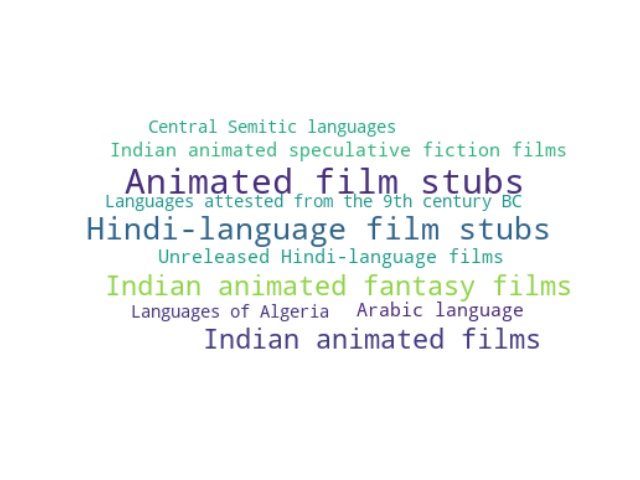 Central Semitic languages
Indian animated speculative fiction films
Animated film stubs
Languages attested from the 9th century BC
Hindi-language film stubs
Unreleased Hindi-language films
Indian animated fantasy films
Languages of Algeria Arabic language
Indian animated films